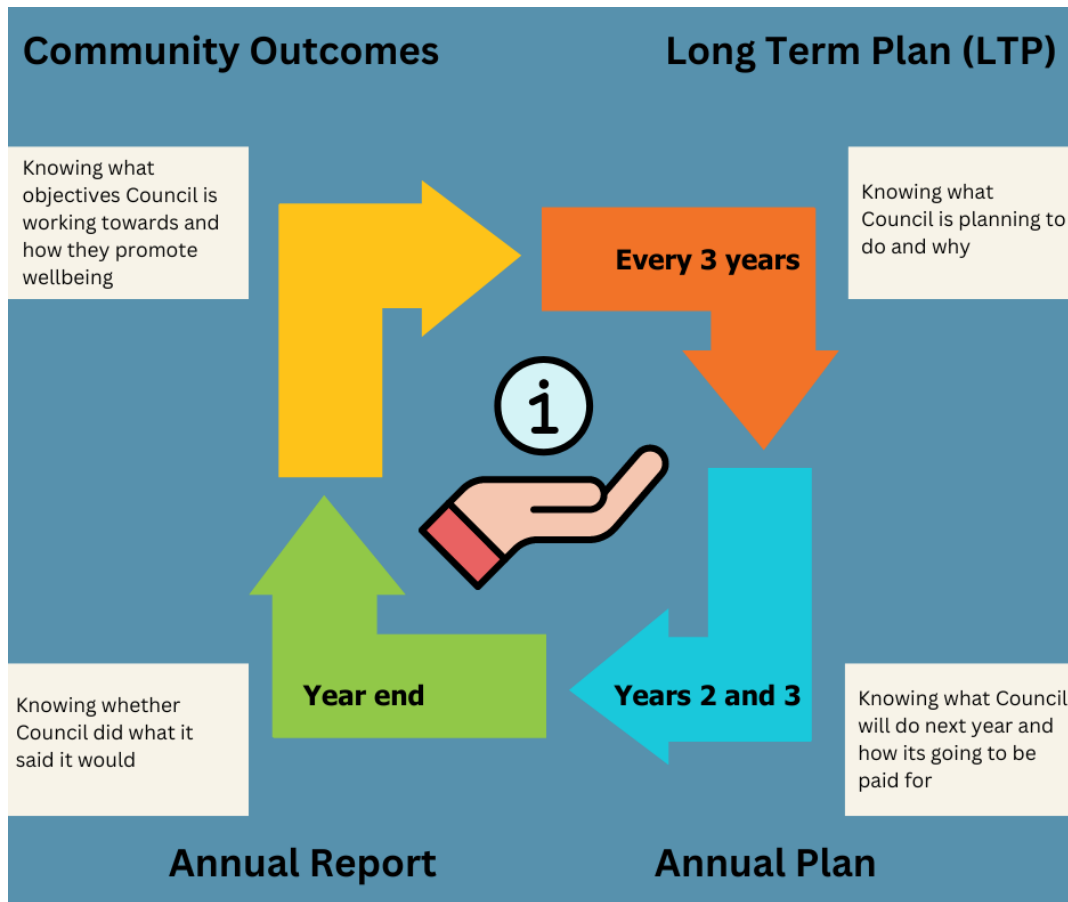 Community Outcomes
Long Term Plan (LTP)
Knowing what
objectives Council is
working towards and
how they promote
wellbeing
Every 3 years
Knowing what
Council is planning to
do and why
i
Year end
Years 2 and 3
Knowing whether
Council did what it
said it would
Knowing what Council
will do next year and
how its going to be
paid for
Annual Report
Annual Plan